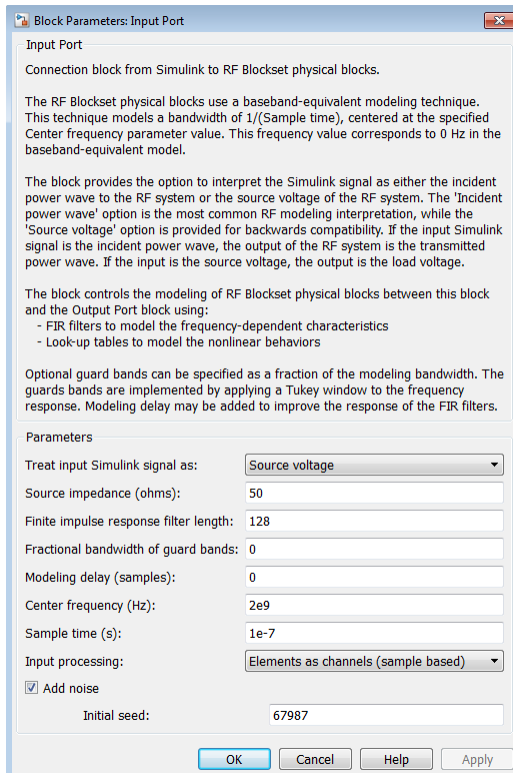 Block Parameters: Input Port
Input Port
Connection block from Simulink to RF Blockset physical blocks.
The RF Blockset physical blocks use a baseband-equivalent modeling technique.
This technique models a bandwidth of 1/(Sample time), centered at the specified
Center frequency parameter value. This frequency value corresponds to 0 Hz in the
baseband-equivalent model.
The block provides the option to interpret the Simulink signal as either the incident
power wave to the RF system or the source voltage of the RF system. The 'Incident
power wave' option is the most common RF modeling interpretation, while the
'Source voltage' option is provided for backwards compatibility. If the input Simulink
signal is the incident power wave, the output of the RF system is the transmitted
power wave. If the input is the source voltage, the output is the load voltage.
The block controls the modeling of RF Blockset physical blocks between this block
and the Output Port block using:
- FIR filters to model the frequency-dependent characteristics
- Look-up tables to model the nonlinear behaviors
Optional guard bands can be specified as a fraction of the modeling bandwidth. The
guards bands are implemented by applying a Tukey window to the frequency
response. Modeling delay may be added to improve the response of the FIR filters.
Parameters
Treat input Simulink signal as: Source voltage
Source impedance (ohms): 50
Finite impulse response filter length: 128
Fractional bandwidth of guard bands: 0
Modeling delay (samples): 0
Center frequency (Hz): 2e9
Sample time (s): 1e-7
Input processing: Elements as channels (sample based)
Add noise
Initial seed: 67987
OK Cancel Help Apply